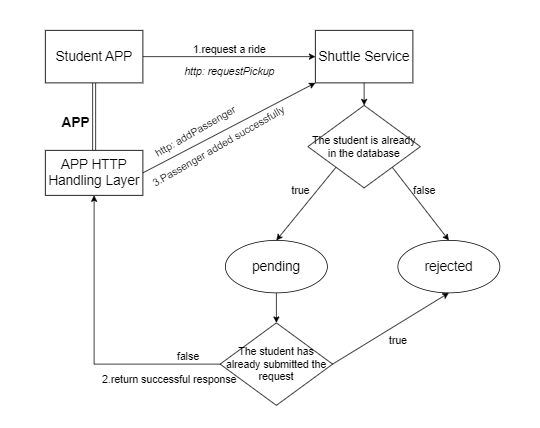 Student APP
1.request a ride
http: requestPickup
Shuttle Service
APP
http: addPassenger
3.Passenger added successfully
APP HTTP
Handling Layer
The student is already
in the database
true
false
pending
rejected
The student has
already submitted the
request
false
2.return successful response
true